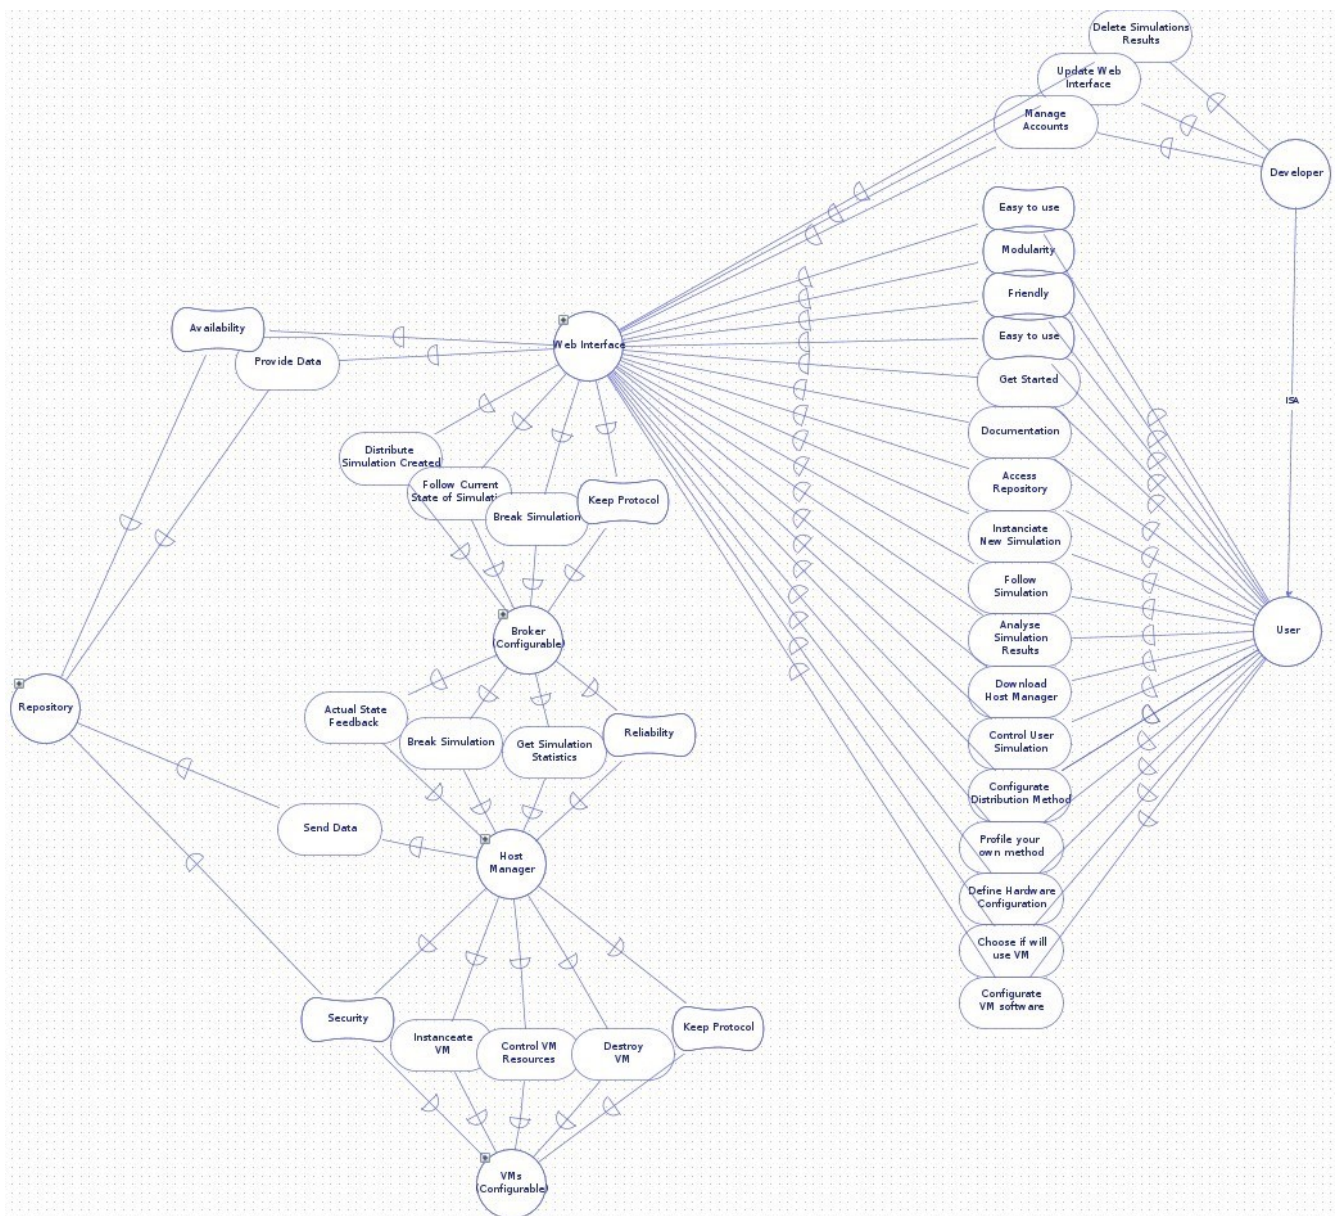 Delete Simulations
Results
Update Web
Interface
Manage
Accounts
Developer
Easy to use
Modularity
Friendly
Easy to use
Get Started
Documentation
Access
Repository
Instanciate
New Simulation
Follow
Simulation
Analyse
Simulation
Results
Download
Host Manager
Control User
Simulation
Configurate
Distribution Method
Profile your
own method
Define Hardware
Configuration
Choose if will
use VM
Configurate
VM software
ISA
User
Web Interface
Availability
Provide Data
Distribute
Simulation Created
Follow Current
State of Simulati
Break Simulation
Keep Protocol
Broker
(Configurable)
Repository
Actual State
Feedback
Break Simulation
Get Simulation
Statistics
Reliability
Send Data
Host
Manager
Security
Instanceate
VM
Control VM
Resources
Destroy
VM
Keep Protocol
VMs
(Configurable)